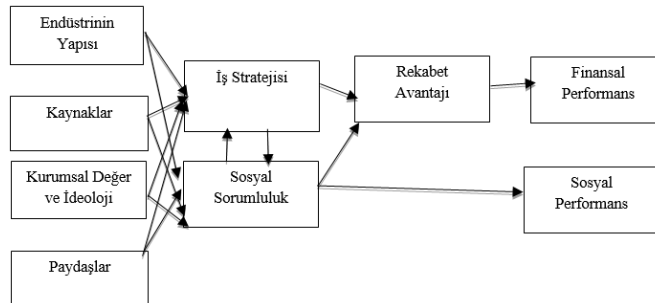 Endüstrinin
Yapısı
Kaynaklar
Kurumsal Değer
ve İdeoloji
Paydaşlar
İş Stratejisi
Sosyal
Sorumluluk
Rekabet
Avantajı
Finansal
Performans
Sosyal
Performans